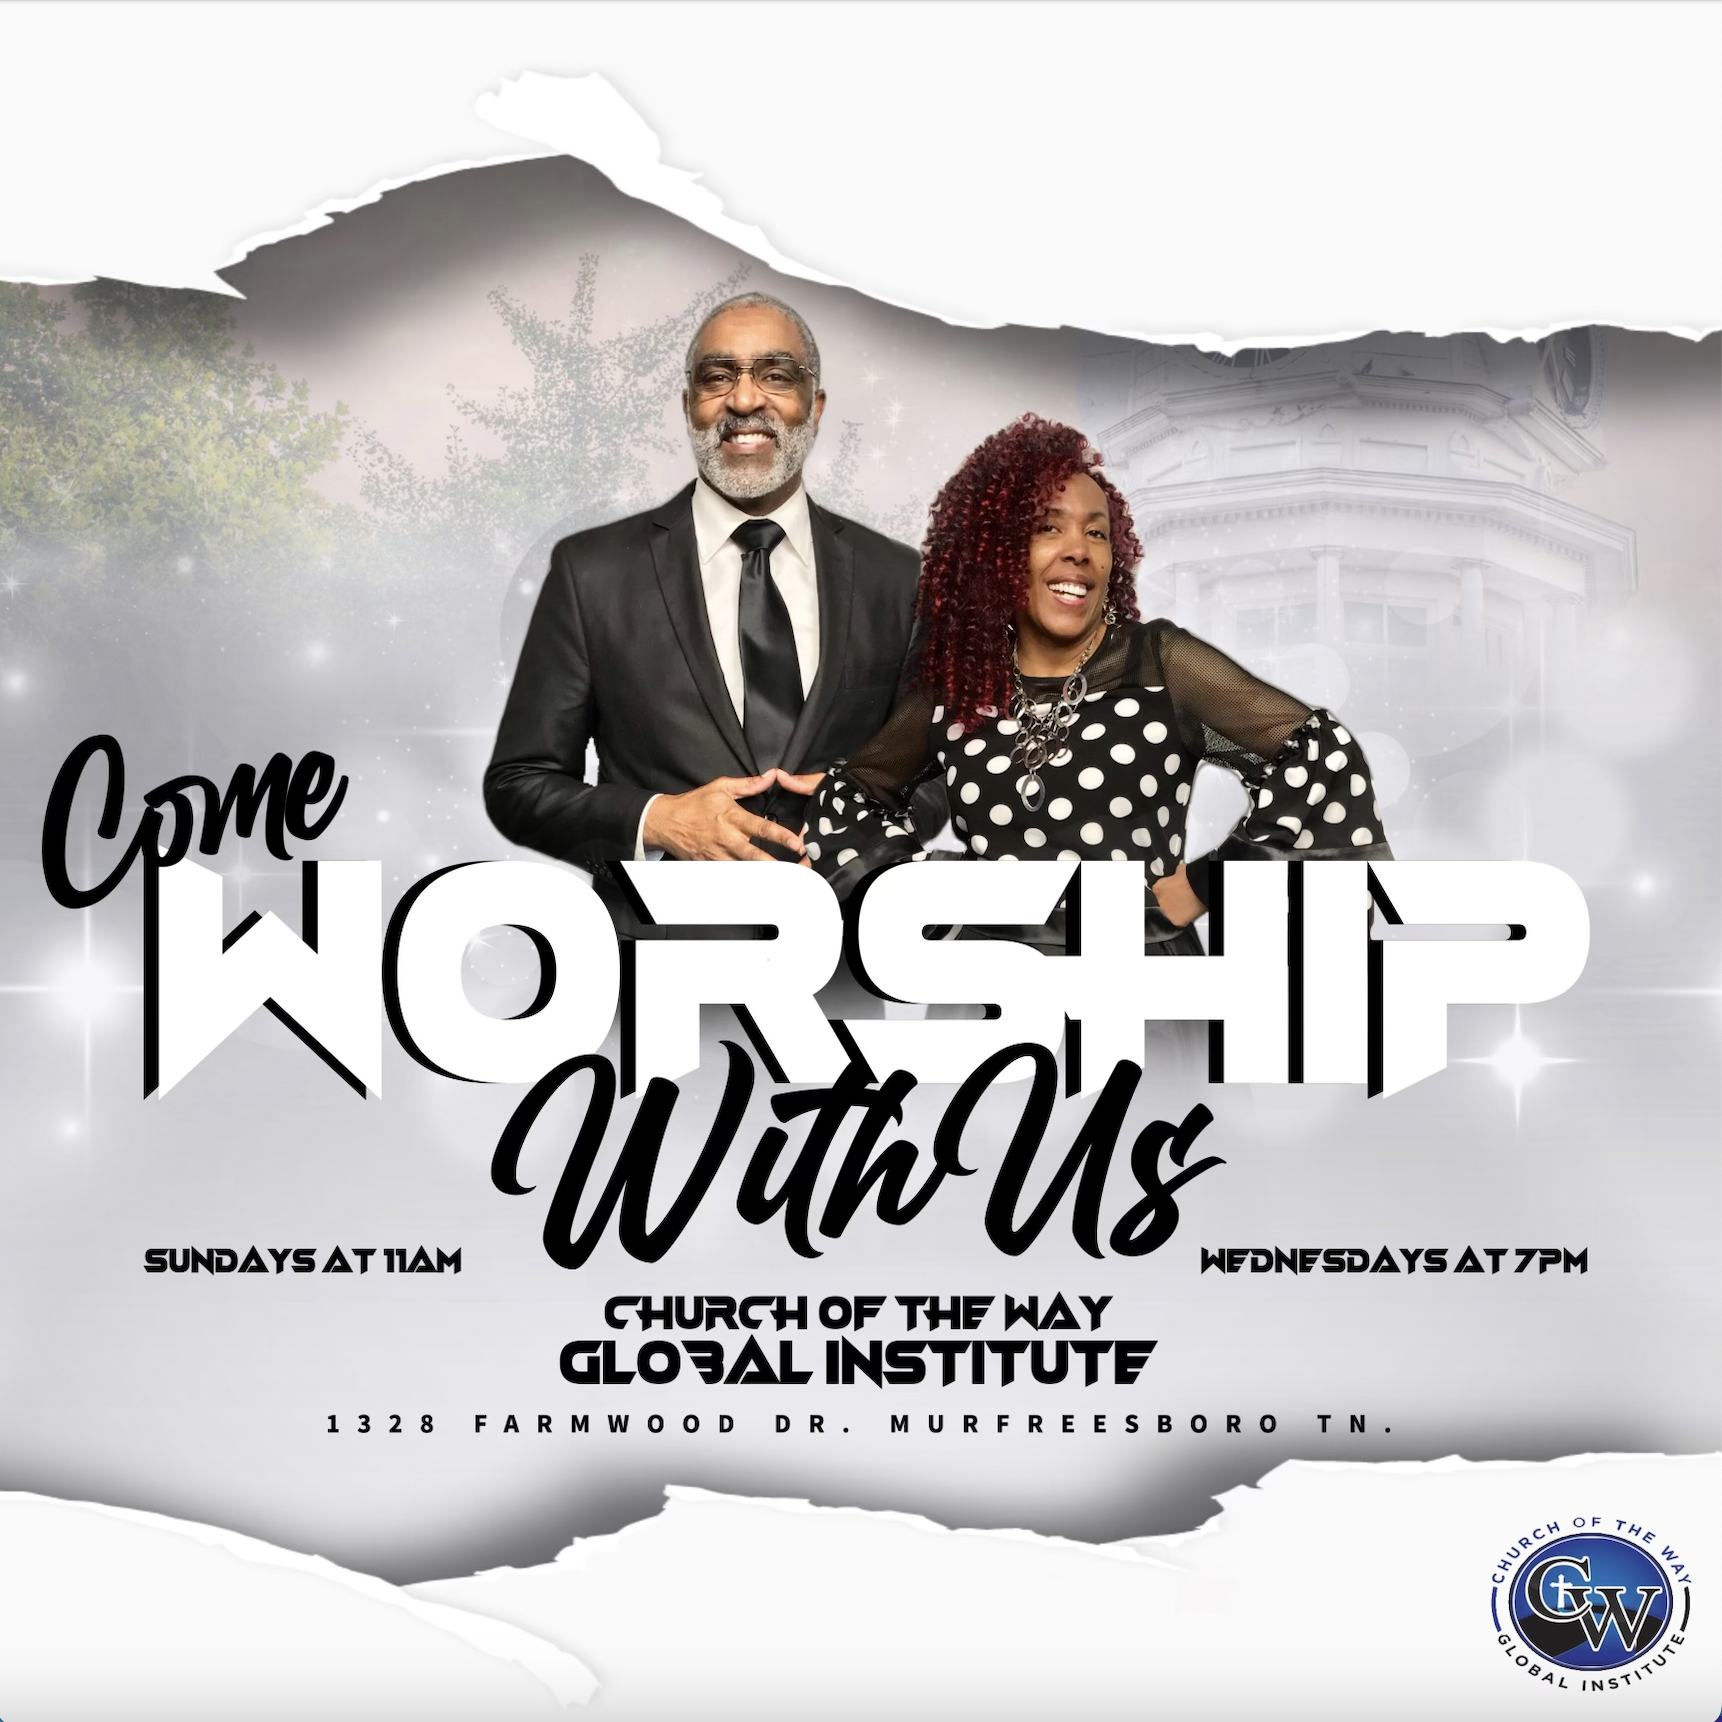 Come
WORSHIP
With Us
SUNDAYS AT 11AM
WEDNESDAYS AT 7PM
CHURCH OF THE WAY
GLOBAL INSTITUTE
1328 FARMWOOD DR. MURFREESBORO TN.
CHURCH OF THE WAY
CW
GLOBAL INSTITUTE